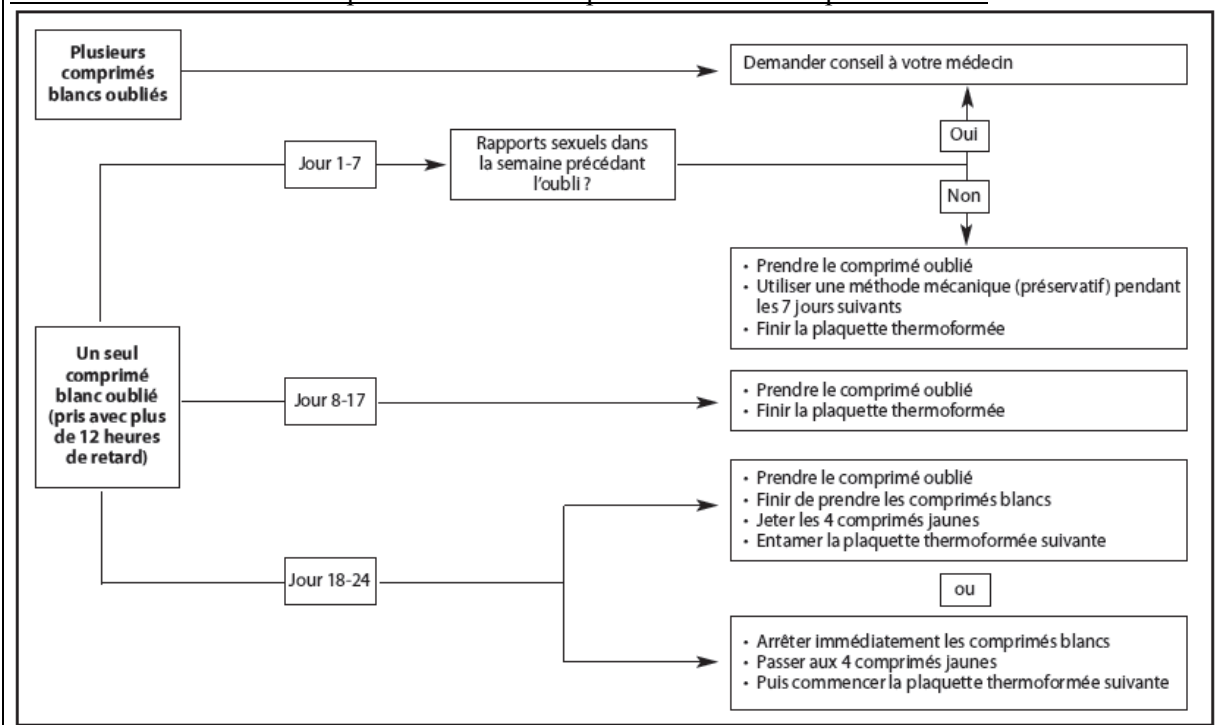 Plusieurs
comprimés
blancs oubliés
Demander conseil à votre médecin
Oui
Jour 1-7
Rapports sexuels dans
la semaine précédant
l'oubli ?
Non
• Prendre le comprimé oublié
• Utiliser une méthode mécanique (préservatif) pendant
les 7 jours suivants
• Finir la plaquette thermoformée
Un seul
comprimé
blanc oublié
(pris avec plus
de 12 heures
de retard)
Jour 8-17
• Prendre le comprimé oublié
• Finir la plaquette thermoformée
Jour 18-24
• Prendre le comprimé oublié
• Finir de prendre les comprimés blancs
• Jeter les 4 comprimés jaunes
• Entamer la plaquette thermoformée suivante
ou
• Arrêter immédiatement les comprimés blancs
• Passer aux 4 comprimés jaunes
• Puis commencer la plaquette thermoformée suivante